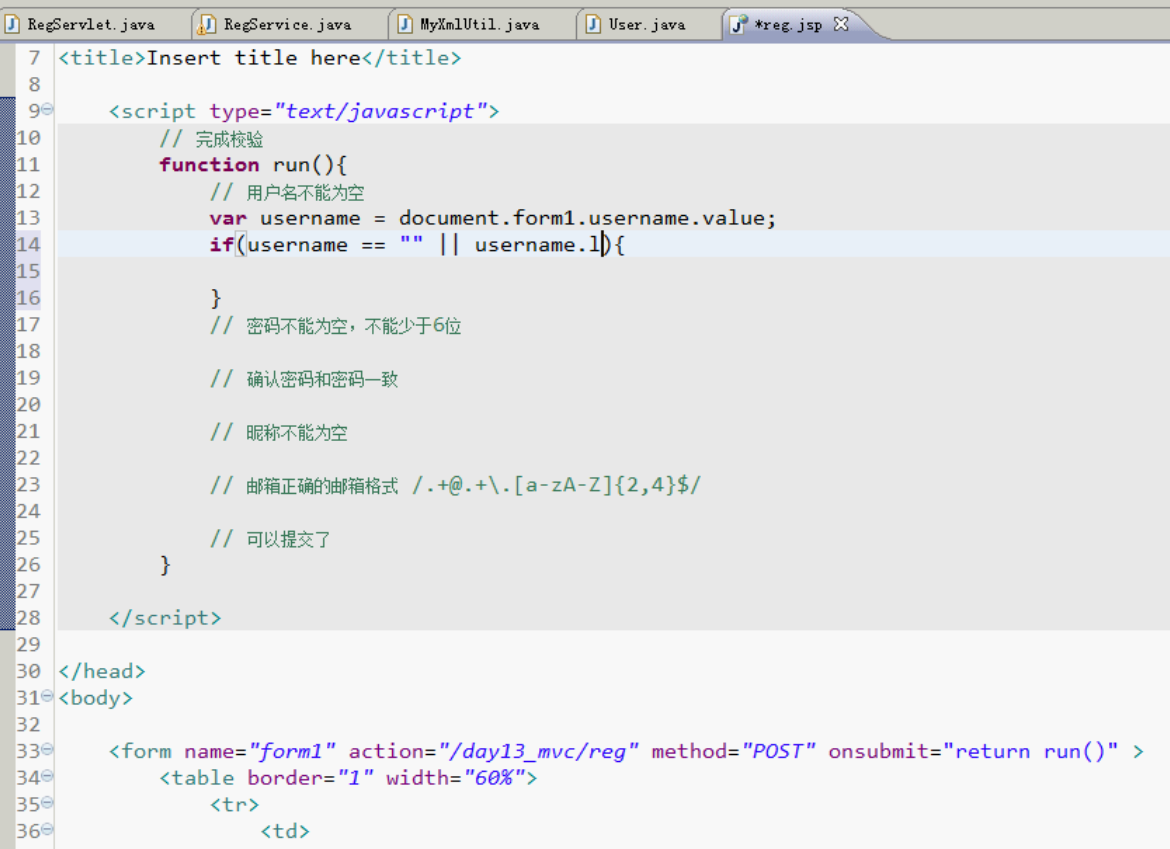 RegServlet.java RegService.java MyXmlUtil.java User.java *reg.jsp
7 <title>Insert title here</title>
8
9 <script type="text/javascript">
10 // 完成校验
11 function run(){
12 // 用户名不能为空
13 var username = document.form1.username.value;
14 if(username == "" || username.l){
15
16 }
17 // 密码不能为空，不能少于6位
18
19 // 确认密码和密码一致
20
21 // 昵称不能为空
22
23 // 邮箱正确的邮箱格式 /.+@.+\.[a-zA-Z]{2,4}$/
24
25 // 可以提交了
26 }
27
28 </script>
29
30 </head>
31 <body>
32
33 <form name="form1" action="/day13_mvc/reg" method="POST" onsubmit="return run()" >
34 <table border="1" width="60%">
35 <tr>
36 <td>